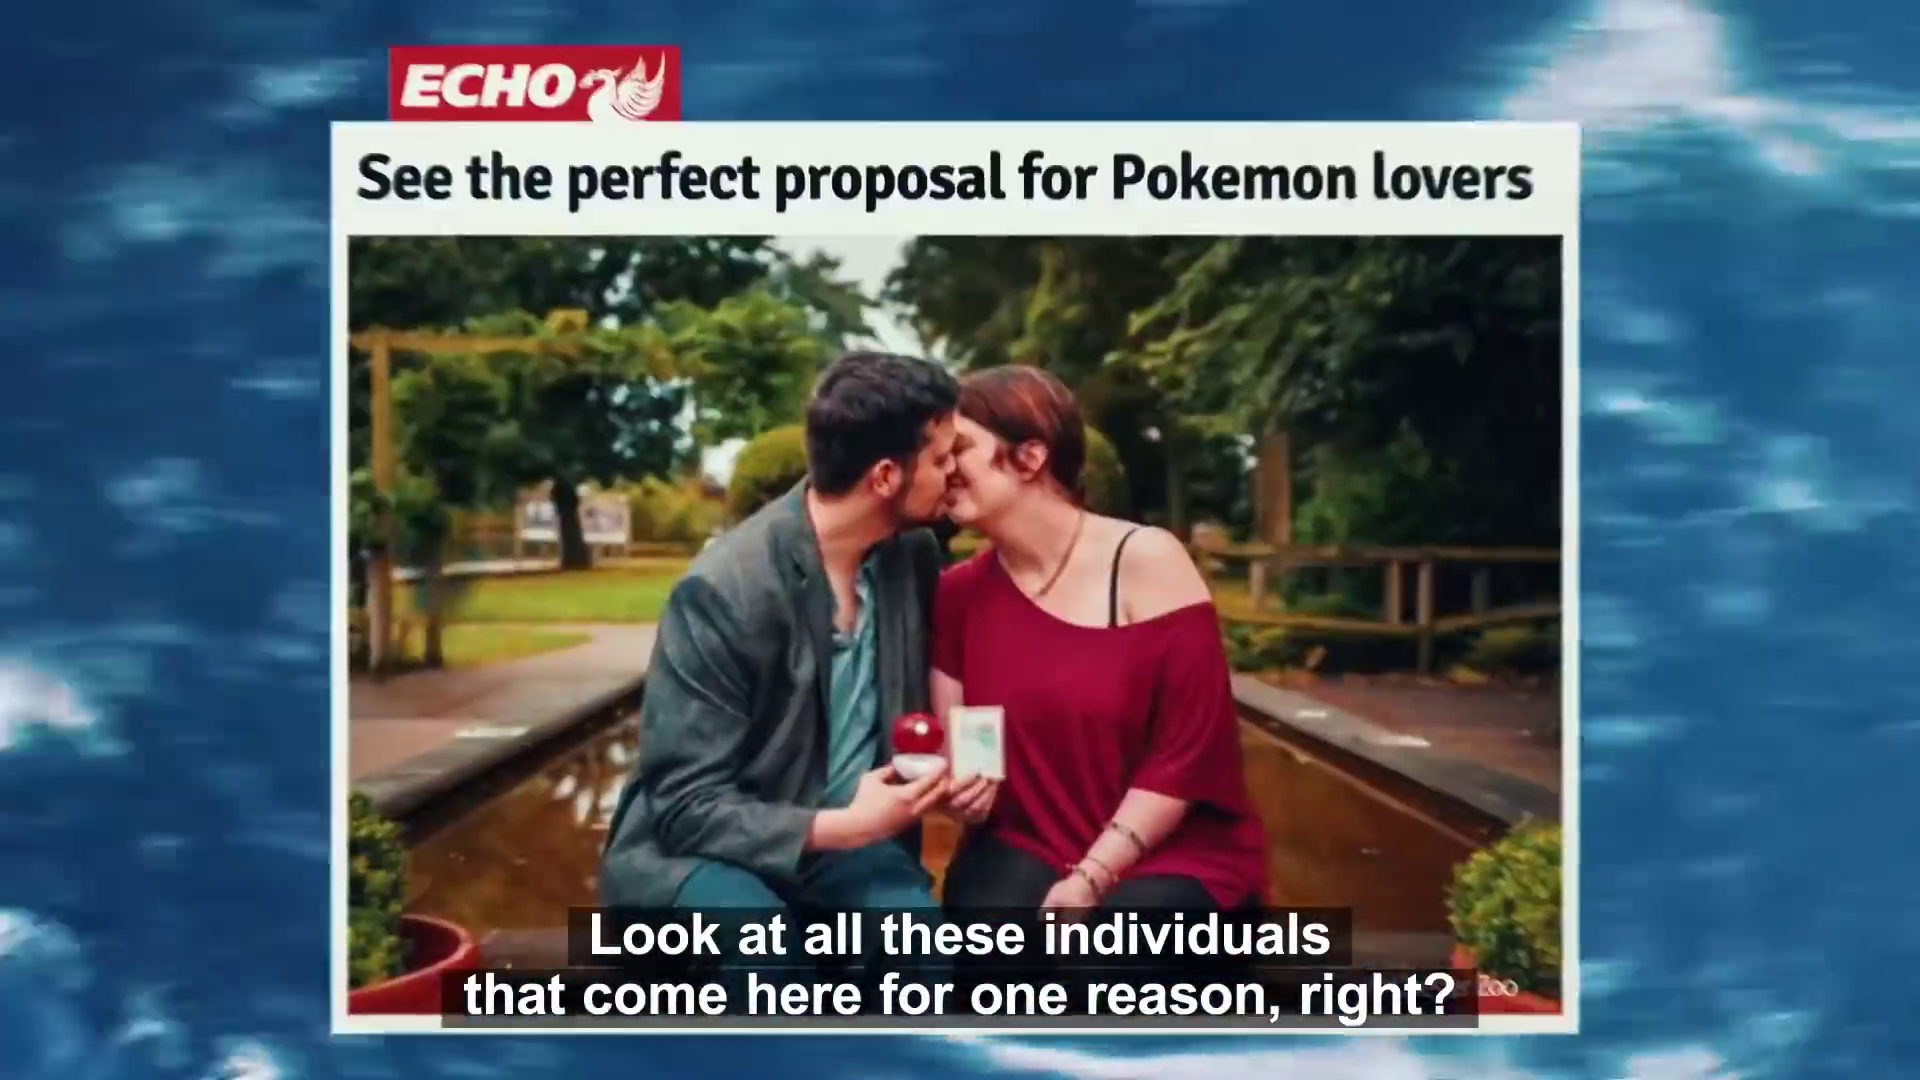 ECHO
See the perfect proposal for Pokemon lovers
Look at all these individuals
that come here for one reason, right?
Zoo